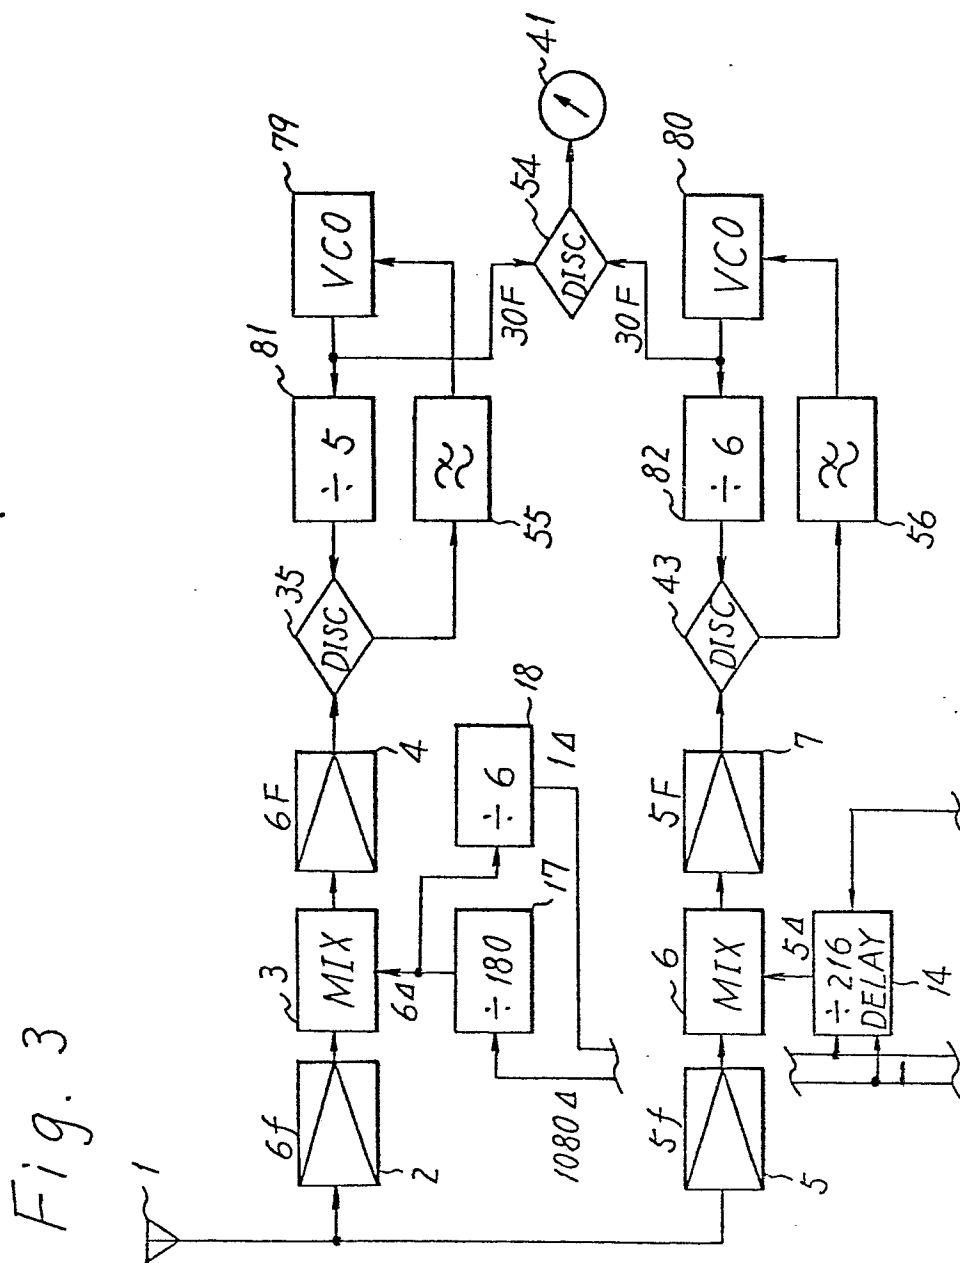 Fig. 3
1
6f
2
3
MIX
6Δ
6F
4
÷180
17
÷6
18
1Δ
1080Δ
35
DISC
81
÷5
79
VCO
≈
55
30F
54
DISC
41
30F
5f
5
6
MIX
5Δ
5F
7
÷216
DELAY
14
43
DISC
82
÷6
80
VCO
≈
56